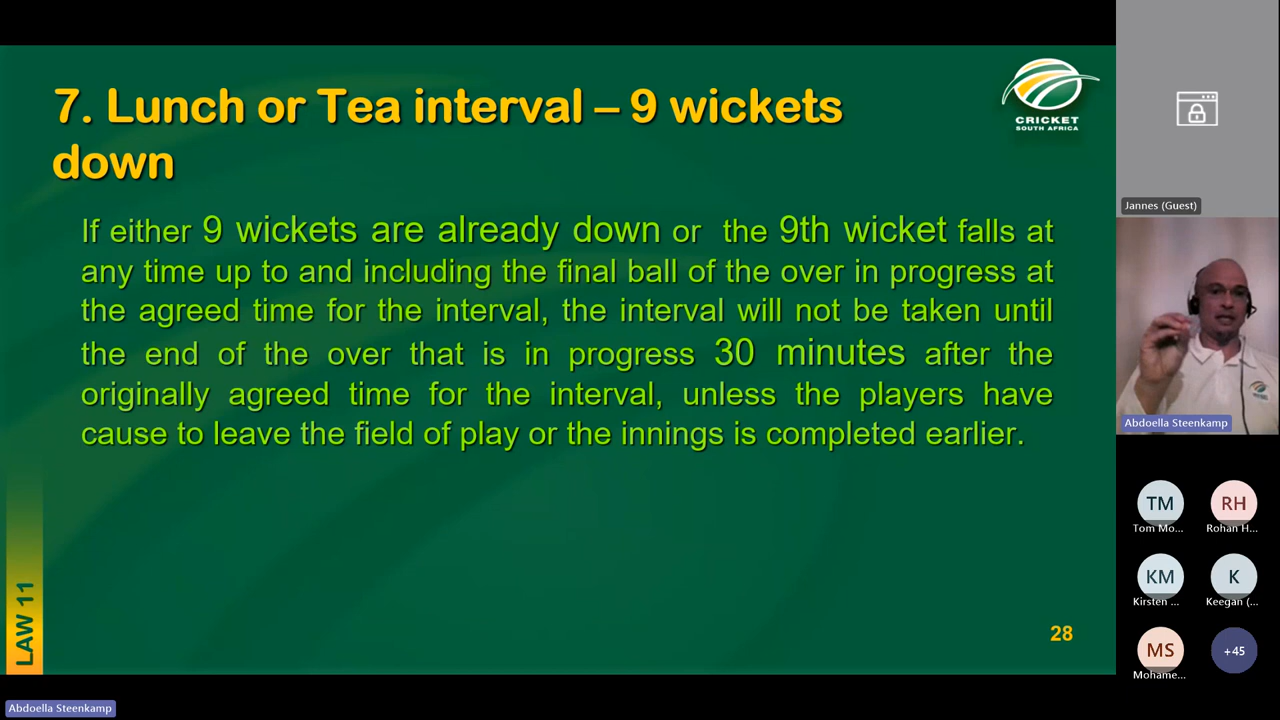 7. Lunch or Tea interval – 9 wickets
down
CRICKET
SOUTH AFRICA
If either 9 wickets are already down or the 9th wicket falls at
any time up to and including the final ball of the over in progress at
the agreed time for the interval, the interval will not be taken until
the end of the over that is in progress 30 minutes after the
originally agreed time for the interval, unless the players have
cause to leave the field of play or the innings is completed earlier.
LAW 11
28
Abdoella Steenkamp
Jannes (Guest)
Abdoella Steenkamp
TM
RH
Tom Mo...
Rohan H...
KM
K
Kirsten ...
Keegan (...
MS
+45
Mohame...